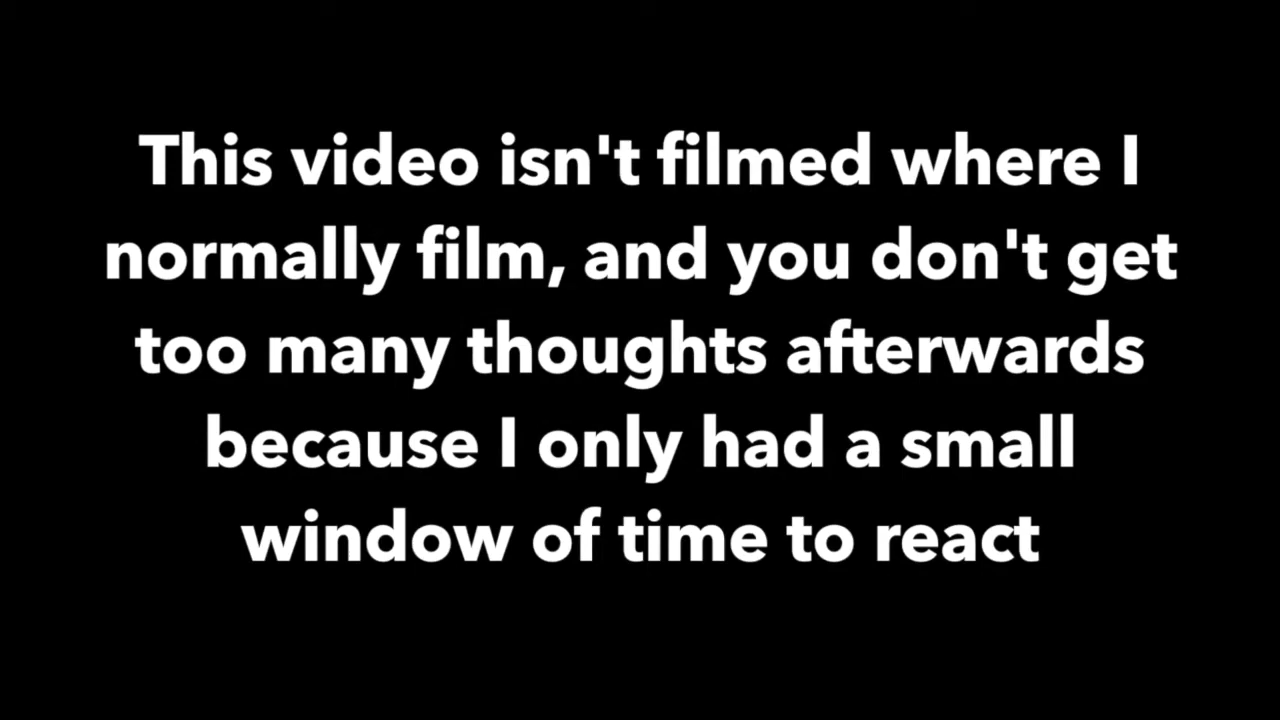 This video isn't filmed where I
normally film, and you don't get
too many thoughts afterwards
because I only had a small
window of time to react